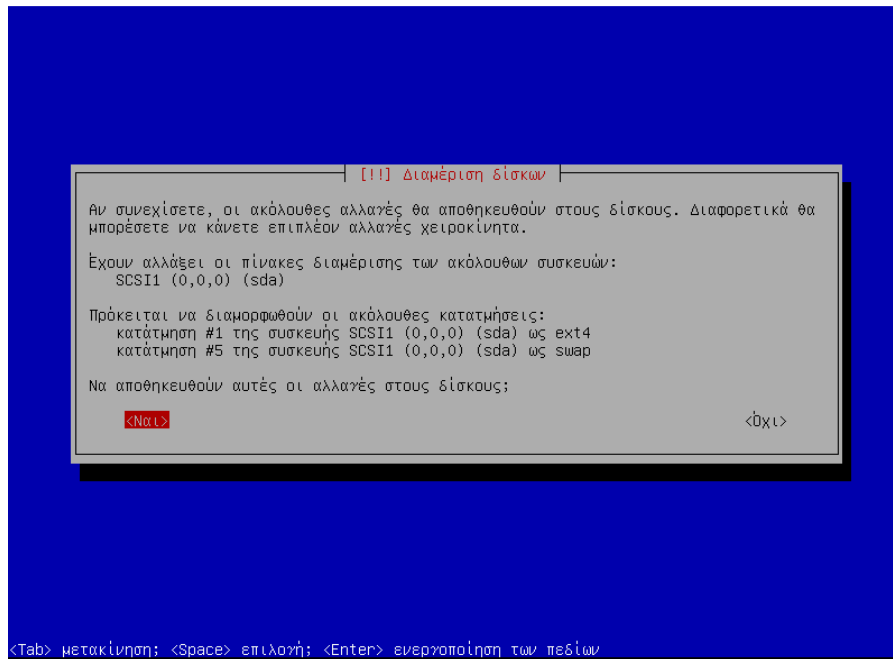 [!!] Διαμέριση δίσκων
Αν συνεχίσετε, οι ακόλουθες αλλαγές θα αποθηκευθούν στους δίσκους. Διαφορετικά θα
μπορέσετε να κάνετε επιπλέον αλλαγές χειροκίνητα.
Έχουν αλλάξει οι πίνακες διαμέρισης των ακόλουθων συσκευών:
SCSI1 (0,0,0) (sda)
Πρόκειται να διαμορφωθούν οι ακόλουθες κατατμήσεις:
κατάτμηση #1 της συσκευής SCSI1 (0,0,0) (sda) ως ext4
κατάτμηση #5 της συσκευής SCSI1 (0,0,0) (sda) ως swap
Να αποθηκευθούν αυτές οι αλλαγές στους δίσκους;
<Ναι> <Όχι>
<Tab> μετακίνηση; <Space> επιλογή; <Enter> ενεργοποίηση των πεδίων